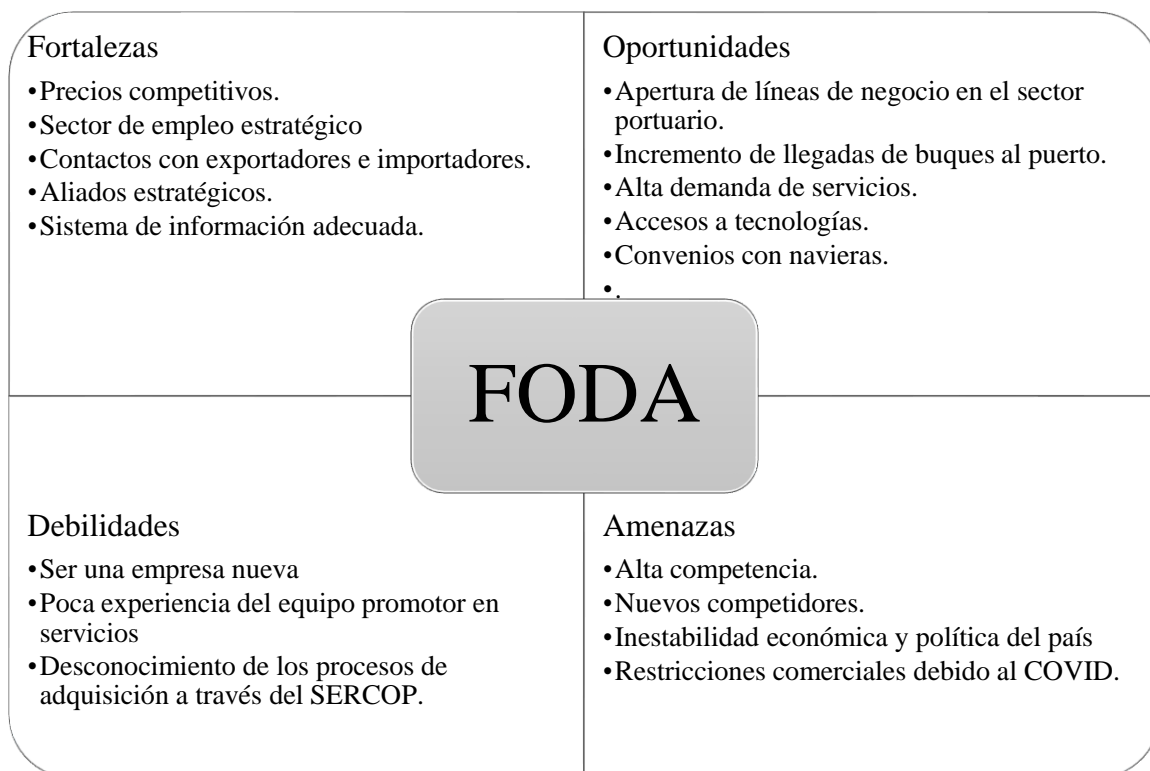 Fortalezas
•Precios competitivos.
•Sector de empleo estratégico
•Contactos con exportadores e importadores.
•Aliados estratégicos.
•Sistema de información adecuada.
Oportunidades
•Apertura de líneas de negocio en el sector
portuario.
•Incremento de llegadas de buques al puerto.
•Alta demanda de servicios.
•Accesos a tecnologías.
•Convenios con navieras.
•.
FODA
Debilidades
•Ser una empresa nueva
•Poca experiencia del equipo promotor en
servicios
•Desconocimiento de los procesos de
adquisición a través del SERCOP.
Amenazas
•Alta competencia.
•Nuevos competidores.
•Inestabilidad económica y política del país
•Restricciones comerciales debido al COVID.